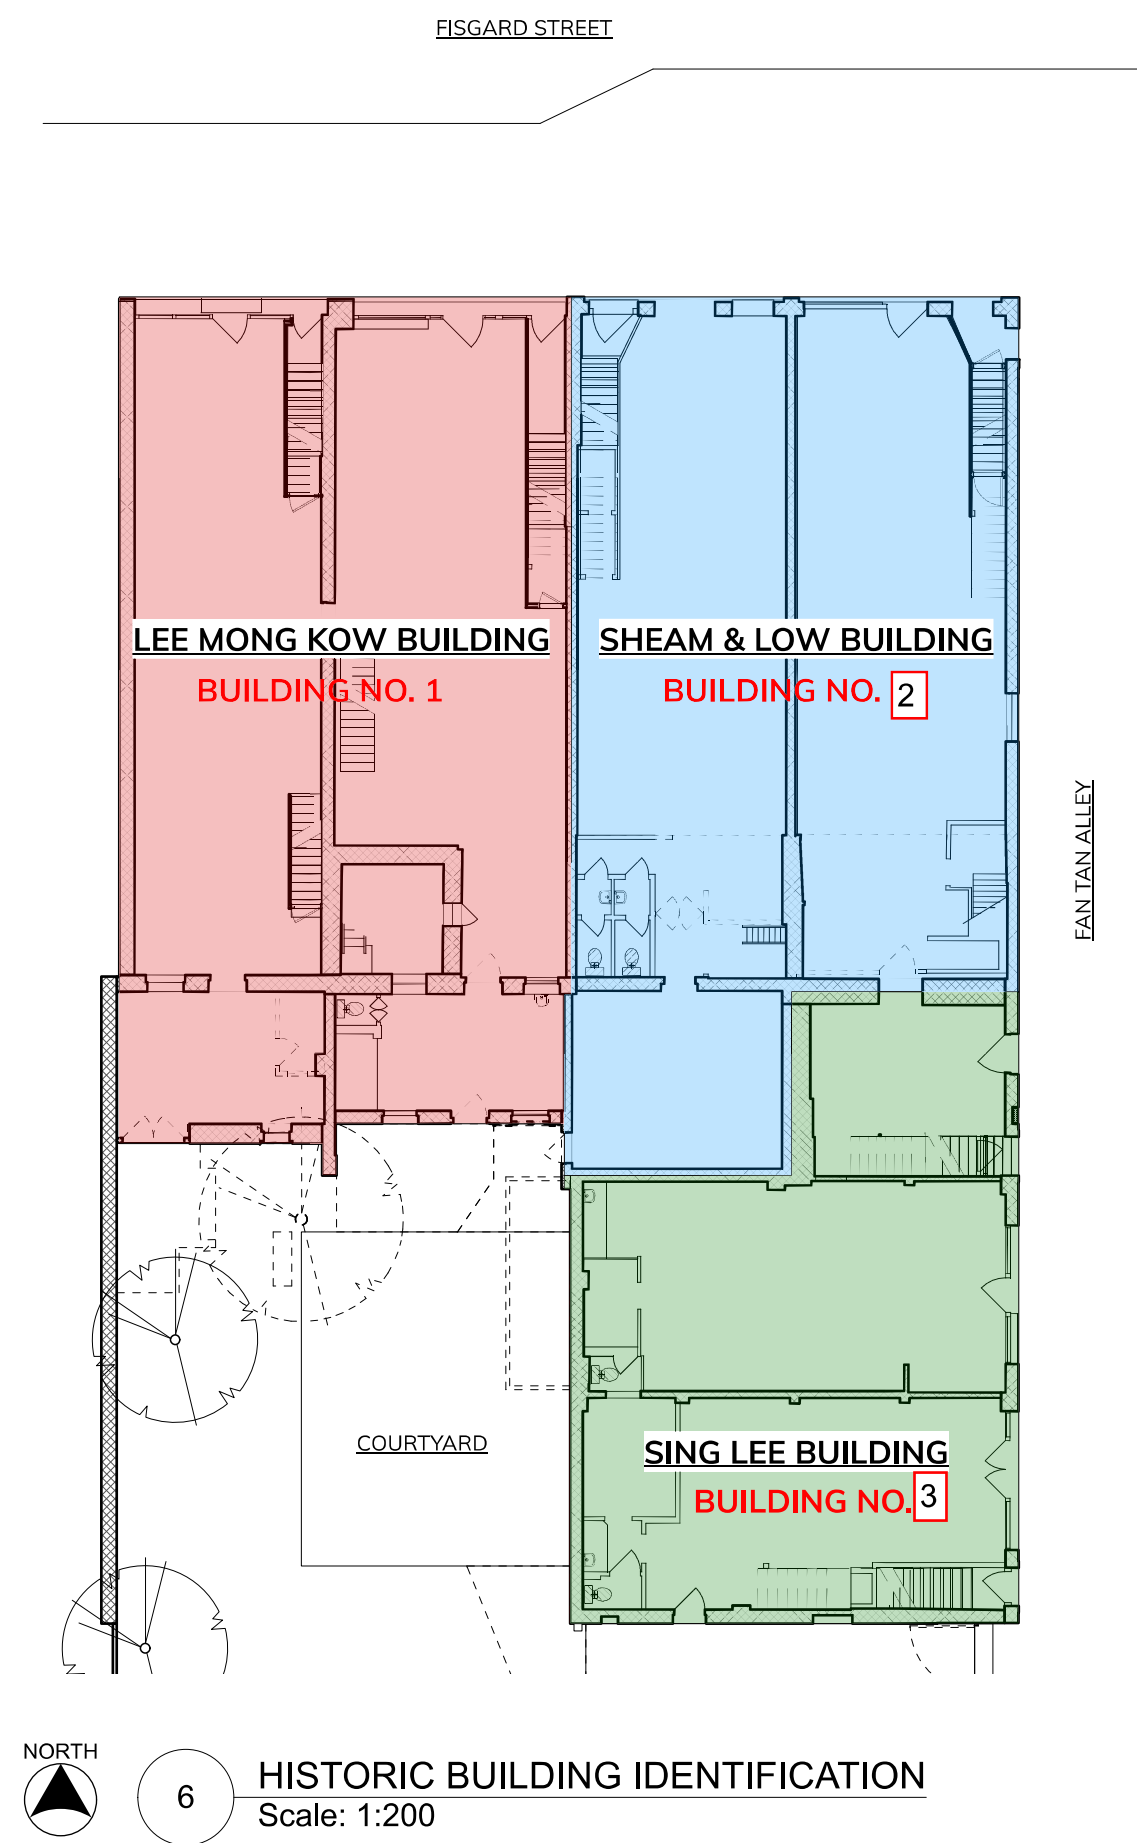 FISGARD STREET
LEE MONG KOW BUILDING
BUILDING NO. 1
SHEAM & LOW BUILDING
BUILDING NO. 2
FAN TAN ALLEY
COURTYARD
SING LEE BUILDING
BUILDING NO. 3
NORTH
6
HISTORIC BUILDING IDENTIFICATION
Scale: 1:200